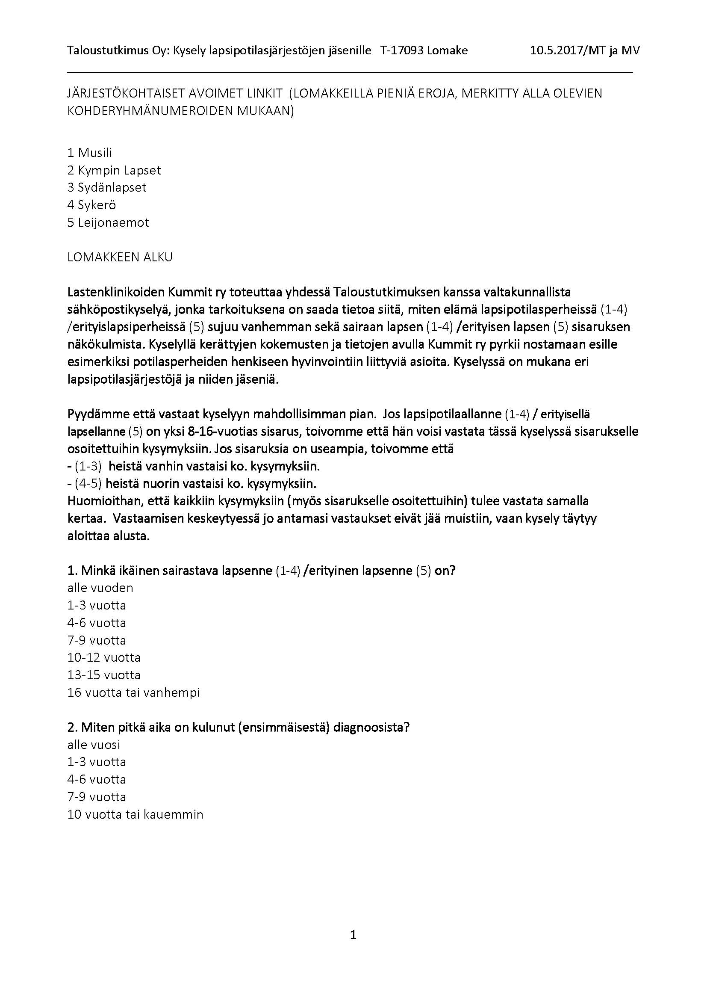 Taloustutkimus Oy: Kysely lapsipotilasjärjestöjen jäsenille T-17093 Lomake 10.5.2017/MT ja MV
JÄRJESTÖKOHTAISET AVOIMET LINKIT (LOMAKKEILLA PIENIÄ EROJA, MERKITTY ALLA OLEVIEN
KOHDERYHMÄNUMEROIDEN MUKAAN)
1 Musili
2 Kympin Lapset
3 Sydänlapset
4 Sykerö
5 Leijonaemot
LOMAKKEEN ALKU
Lastenklinikoiden Kummit ry toteuttaa yhdessä Taloustutkimuksen kanssa valtakunnallista
sähköpostikyselyä, jonka tarkoituksena on saada tietoa siitä, miten elämä lapsipotilasperheissä (1-4)
/erityislapsiperheissä (5) sujuu vanhemman sekä sairaan lapsen (1-4) /erityisen lapsen (5) sisaruksen
näkökulmista. Kyselyllä kerättyjen kokemusten ja tietojen avulla Kummit ry pyrkii nostamaan esille
esimerkiksi potilasperheiden henkiseen hyvinvointiin liittyviä asioita. Kyselyssä on mukana eri
lapsipotilasjärjestöjä ja niiden jäseniä.
Pyydämme että vastaat kyselyyn mahdollisimman pian. Jos lapsipotilaallanne (1-4) / erityisellä
lapsellanne (5) on yksi 8-16-vuotias sisarus, toivomme että hän voisi vastata tässä kyselyssä sisarukselle
osoitettuihin kysymyksiin. Jos sisaruksia on useampia, toivomme että
- (1-3) heistä vanhin vastaisi ko. kysymyksiin.
- (4-5) heistä nuorin vastaisi ko. kysymyksiin.
Huomioithan, että kaikkiin kysymyksiin (myös sisarukselle osoitettuihin) tulee vastata samalla
kertaa. Vastaamisen keskeytyessä jo antamasi vastaukset eivät jää muistiin, vaan kysely täytyy
aloittaa alusta.
1. Minkä ikäinen sairastava lapsenne (1-4) /erityinen lapsenne (5) on?
alle vuoden
1-3 vuotta
4-6 vuotta
7-9 vuotta
10-12 vuotta
13-15 vuotta
16 vuotta tai vanhempi
2. Miten pitkä aika on kulunut (ensimmäisestä) diagnoosista?
alle vuosi
1-3 vuotta
4-6 vuotta
7-9 vuotta
10 vuotta tai kauemmin
1